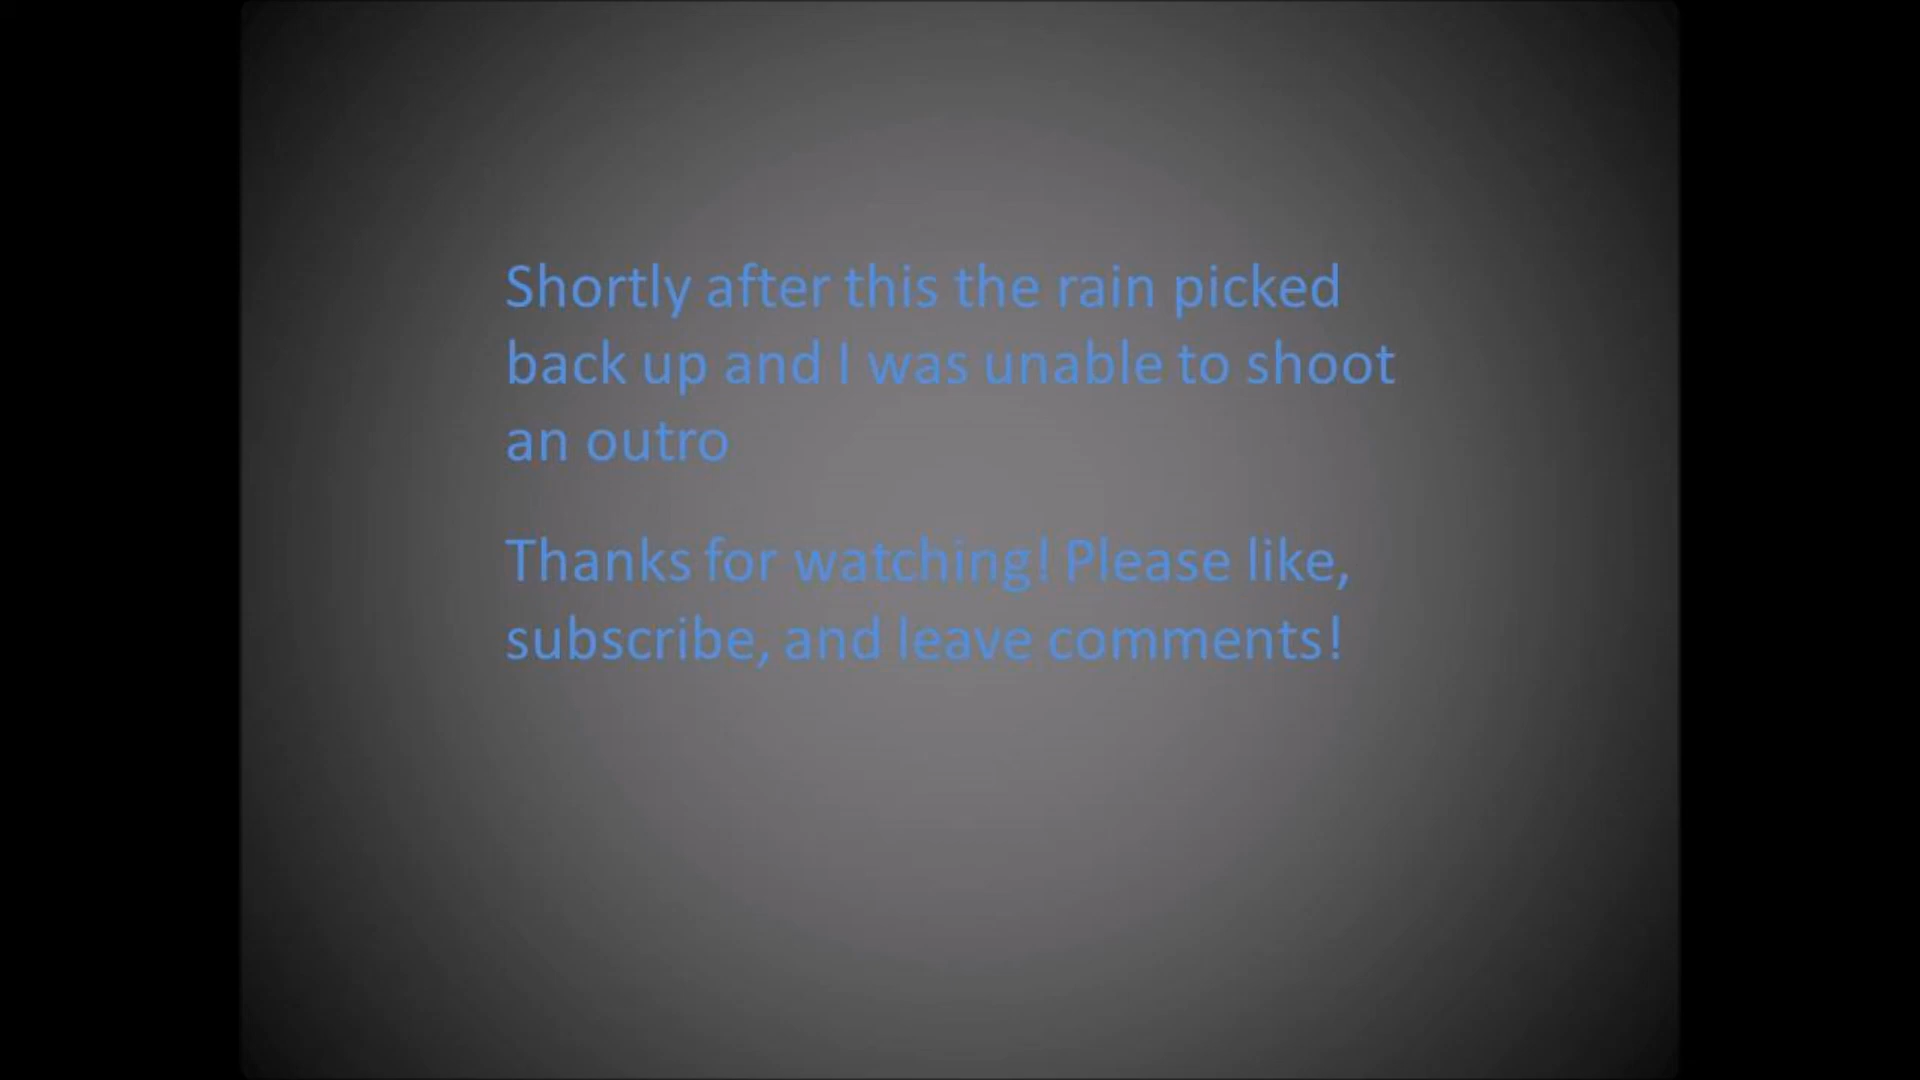 Shortly after this the rain picked
back up and I was unable to shoot
an outro
Thanks for watching! Please like,
subscribe, and leave comments!